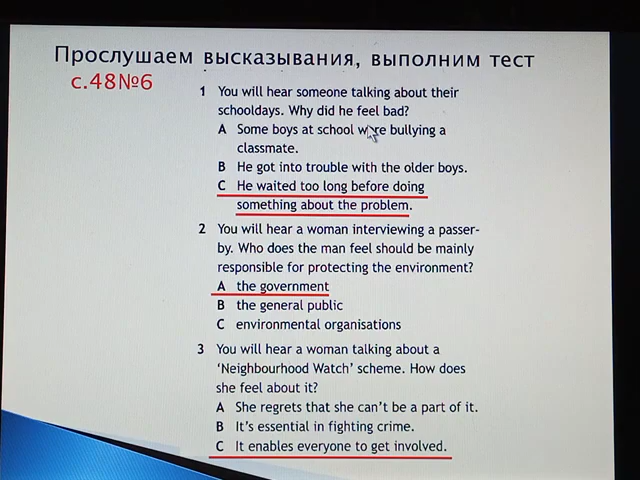 Прослушаем высказывания, выполним тест
с.48№6
1 You will hear someone talking about their
schooldays. Why did he feel bad?
A Some boys at school were bullying a
classmate.
B He got into trouble with the older boys.
C He waited too long before doing
something about the problem.
2 You will hear a woman interviewing a passer-
by. Who does the man feel should be mainly
responsible for protecting the environment?
A the government
B the general public
C environmental organisations
3 You will hear a woman talking about a
‘Neighbourhood Watch’ scheme. How does
she feel about it?
A She regrets that she can’t be a part of it.
B It’s essential in fighting crime.
C It enables everyone to get involved.